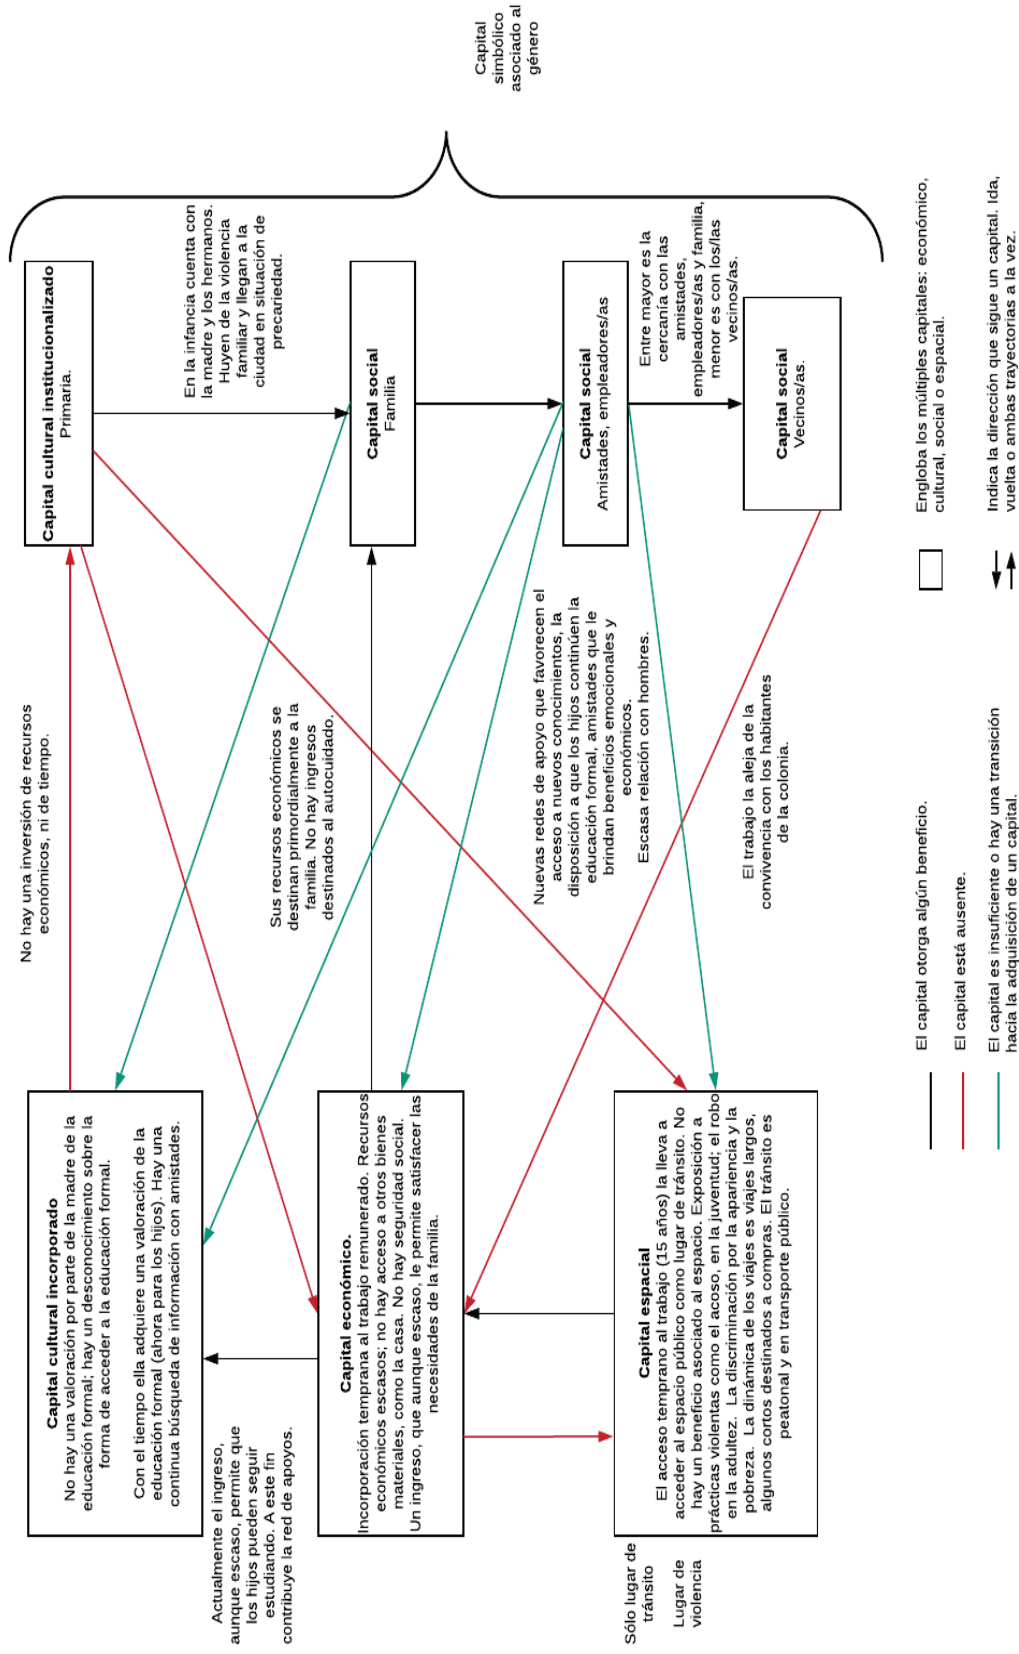 Capital cultural incorporado
No hay una valoración por parte de la madre de la
educación formal; hay un desconocimiento sobre la
forma de acceder a la educación formal.
Con el tiempo ella adquiere una valoración de la
educación formal (ahora para los hijos). Hay una
continua búsqueda de información con amistades.
No hay una inversión de recursos
económicos, ni de tiempo.
Capital cultural institucionalizado
Primaria.
En la infancia cuenta con
la madre y los hermanos.
Huyen de la violencia
familiar y llegan a la
ciudad en situación de
precariedad.
Actualmente el ingreso,
aunque escaso, permite que
los hijos pueden seguir
estudiando. A este fin
contribuye la red de apoyos.
Sus recursos económicos se
destinan primordialmente a la
familia. No hay ingresos
destinados al autocuidado.
Capital económico.
Incorporación temprana al trabajo remunerado. Recursos
económicos escasos; no hay acceso a otros bienes
materiales, como la casa. No hay seguridad social.
Un ingreso, que aunque escaso, le permite satisfacer las
necesidades de la familia.
Capital social
Familia
Capital simbólico
asociado al
género
Nuevas redes de apoyo que favorecen el
acceso a nuevos conocimientos, la
disposición a que los hijos continúen la
educación formal, amistades que le
brindan beneficios emocionales y
económicos.
Escasa relación con hombres.
Capital social
Amistades, empleadores/as
Entre mayor es la
cercanía con las
amistades,
empleadores/as y familia,
menor es con los/las
vecinos/as.
Sólo lugar de
tránsito
Lugar de
violencia
Capital espacial
El acceso temprano al trabajo (15 años) la lleva a
acceder al espacio público como lugar de tránsito. No
hay un beneficio asociado al espacio. Exposición a
prácticas violentas como el acoso, en la juventud; el robo
en la adultez. La discriminación por la apariencia y la
pobreza. La dinámica de los viajes es viajes largos,
algunos cortos destinados a compras. El tránsito es
peatonal y en transporte público.
El trabajo la aleja de la
convivencia con los habitantes
de la colonia.
Capital social
Vecinos/as.
El capital otorga algún beneficio.
El capital está ausente.
El capital es insuficiente o hay una transición
hacia la adquisición de un capital.
Engloba los múltiples capitales: económico,
cultural, social o espacial.
Indica la dirección que sigue un capital. Ida,
vuelta o ambas trayectorias a la vez.